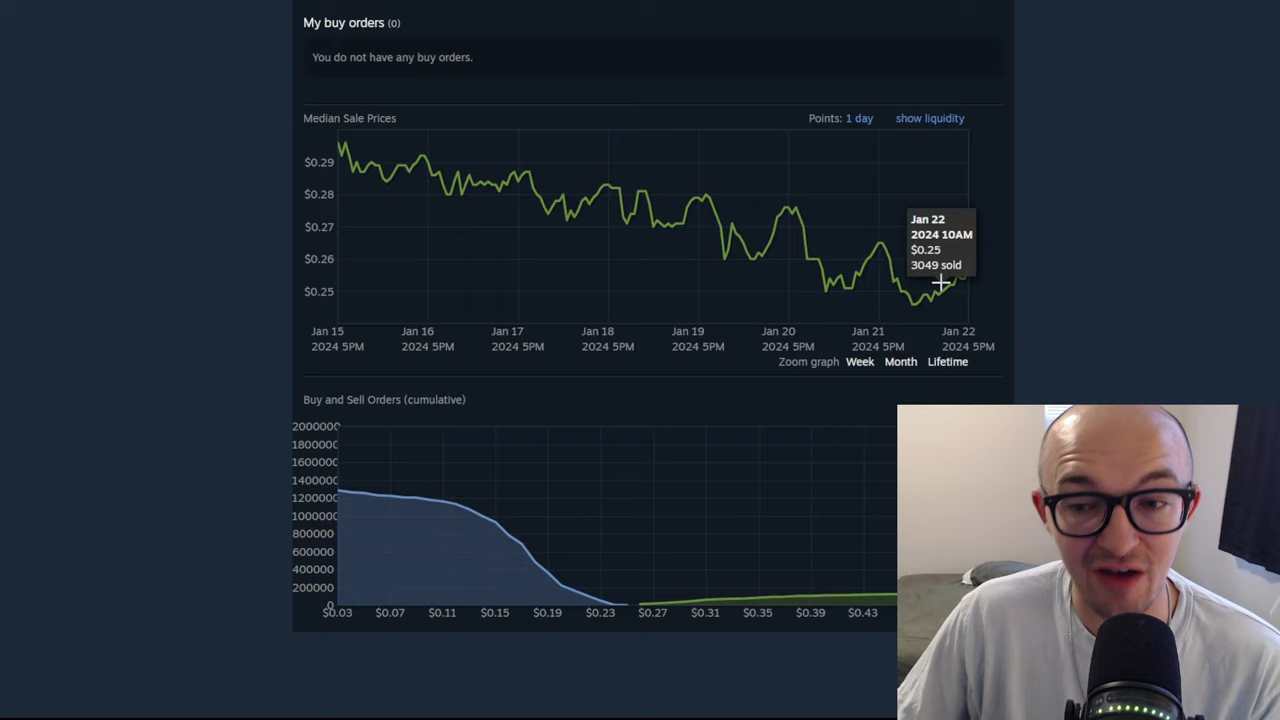 My buy orders (0)
You do not have any buy orders.
Median Sale Prices
Points: 1 day show liquidity
$0.29
$0.28
$0.27
$0.26
$0.25
Jan 22
2024 10AM
$0.25
3049 sold
Jan 15 Jan 16 Jan 17 Jan 18 Jan 19 Jan 20 Jan 21 Jan 22
2024 5PM 2024 5PM 2024 5PM 2024 5PM 2024 5PM 2024 5PM 2024 5PM 2024 5PM
Zoom graph Week Month Lifetime
Buy and Sell Orders (cumulative)
2000000
1800000
1600000
1400000
1200000
1000000
800000
600000
400000
200000
0
$0.03 $0.07 $0.11 $0.15 $0.19 $0.23 $0.27 $0.31 $0.35 $0.39 $0.43